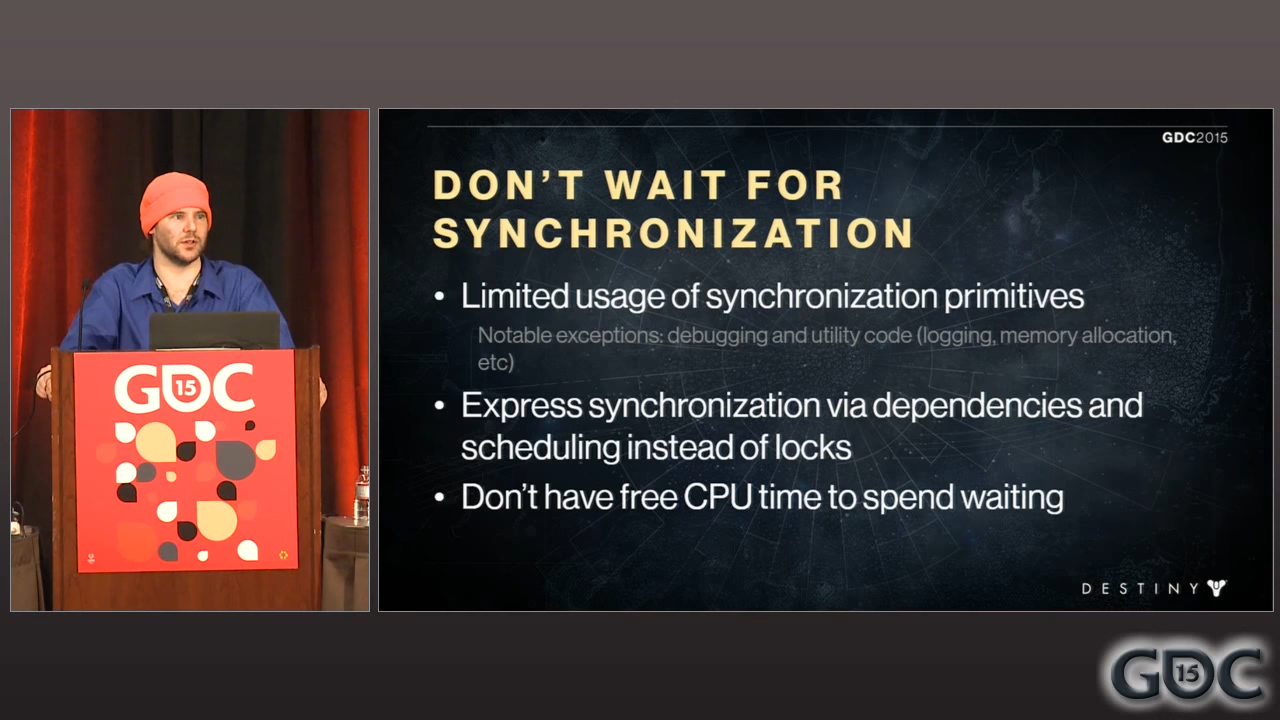 GDC2015
DON'T WAIT FOR
SYNCHRONIZATION
• Limited usage of synchronization primitives
Notable exceptions: debugging and utility code (logging, memory allocation,
etc)
• Express synchronization via dependencies and
scheduling instead of locks
• Don't have free CPU time to spend waiting
DESTINY
GDC
15
GDC
15